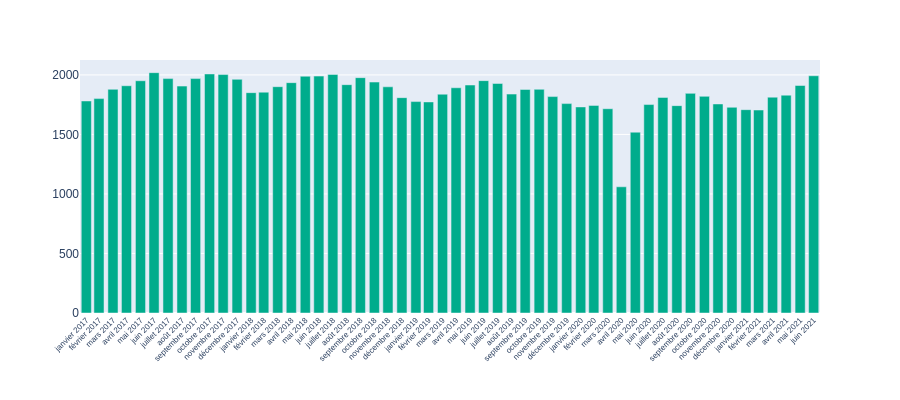 2000
1500
1000
500
0
janvier 2017
février 2017
mars 2017
avril 2017
mai 2017
juin 2017
juillet 2017
août 2017
septembre 2017
octobre 2017
novembre 2017
décembre 2017
janvier 2018
février 2018
mars 2018
avril 2018
mai 2018
juin 2018
juillet 2018
août 2018
septembre 2018
octobre 2018
novembre 2018
décembre 2018
janvier 2019
février 2019
mars 2019
avril 2019
mai 2019
juin 2019
juillet 2019
août 2019
septembre 2019
octobre 2019
novembre 2019
décembre 2019
janvier 2020
février 2020
mars 2020
avril 2020
mai 2020
juin 2020
juillet 2020
août 2020
septembre 2020
octobre 2020
novembre 2020
décembre 2020
janvier 2021
février 2021
mars 2021
avril 2021
mai 2021
juin 2021